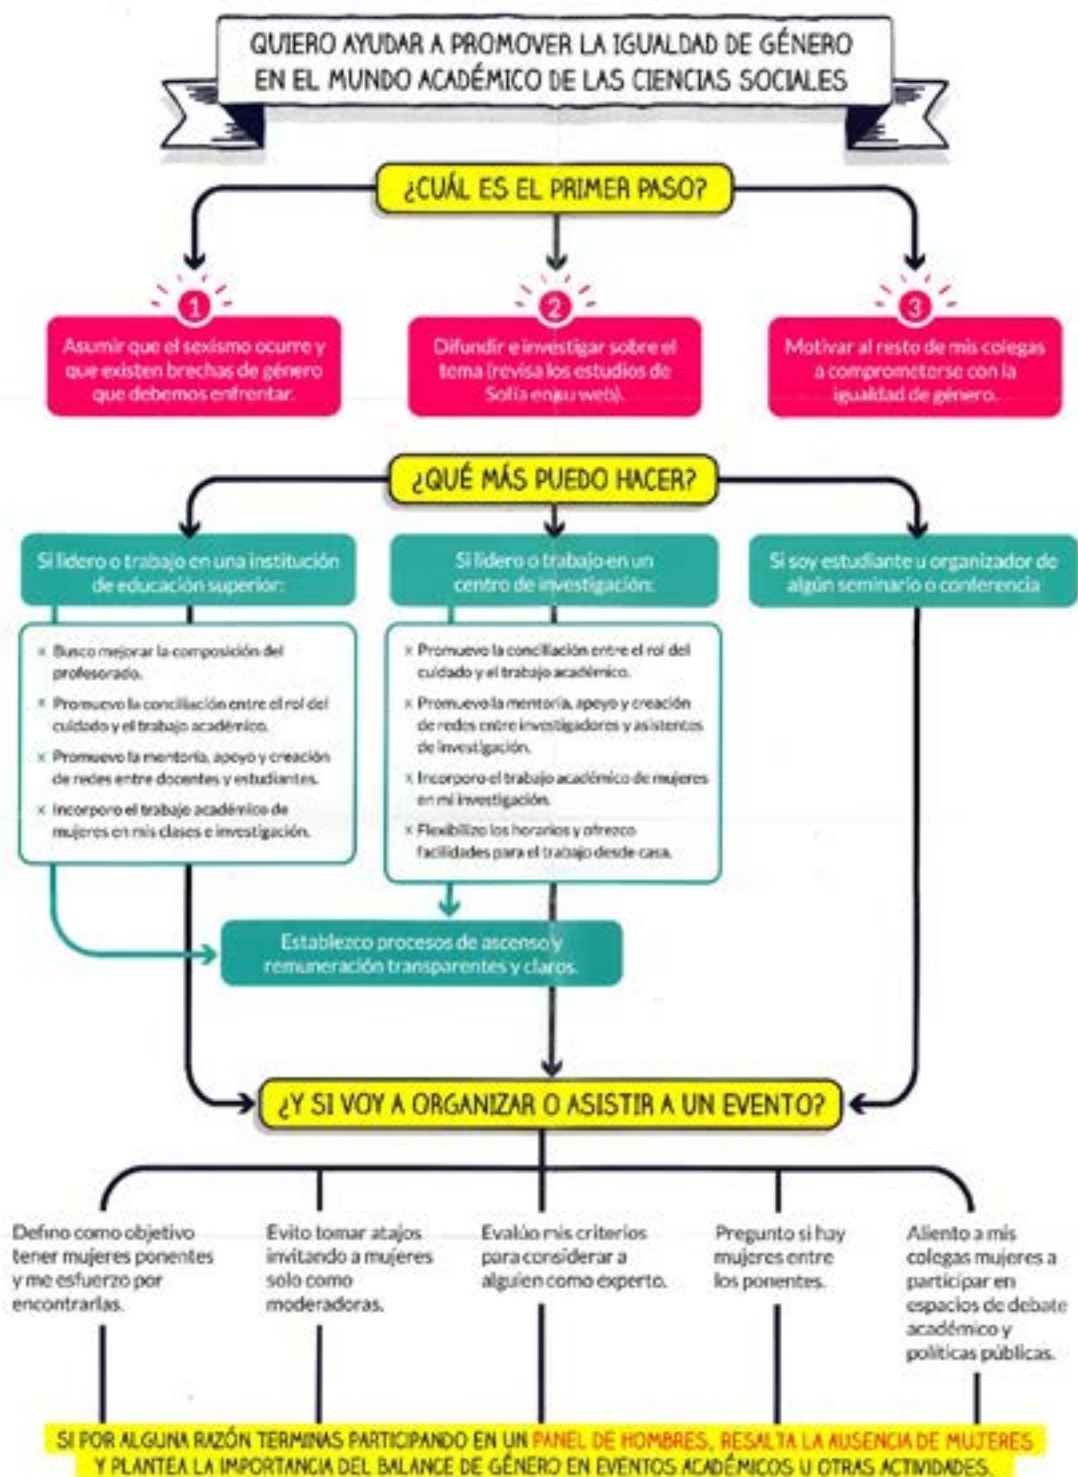 QUIERO AYUDAR A PROMOVER LA IGUALDAD DE GÉNERO
EN EL MUNDO ACADÉMICO DE LAS CIENCIAS SOCIALES
¿CUÁL ES EL PRIMER PASO?
1
Asumir que el sexismo ocurre y
que existen brechas de género
que debemos enfrentar.
2
Difundir e investigar sobre el
tema (revisa los estudios de
Sofía en su web).
3
Motivar al resto de mis colegas
a comprometerse con la
igualdad de género.
¿QUÉ MÁS PUEDO HACER?
Si lidero o trabajo en una institución
de educación superior:
x Busco mejorar la composición del
profesorado.
x Promuevo la conciliación entre el rol del
cuidado y el trabajo académico.
x Promuevo la mentoría, apoyo y creación
de redes entre docentes y estudiantes.
x Incorporo el trabajo académico de
mujeres en mis clases e investigación.
Si lidero o trabajo en un
centro de investigación:
x Promuevo la conciliación entre el rol del
cuidado y el trabajo académico.
x Promuevo la mentoría, apoyo y creación
de redes entre investigadores y asistentes
de investigación.
x Incorporo el trabajo académico de mujeres
en mi investigación.
x Flexibilizo los horarios y ofrezco
facilidades para el trabajo desde casa.
Si soy estudiante u organizador de
algún seminario o conferencia
Establezco procesos de ascenso y
remuneración transparentes y claros.
¿Y SI VOY A ORGANIZAR O ASISTIR A UN EVENTO?
Defino como objetivo
tener mujeres ponentes
y me esfuerzo por
encontrarlas.
Evito tomar atajos
invitando a mujeres
solo como
moderadoras.
Evalúo mis criterios
para considerar a
alguien como experto.
Pregunto si hay
mujeres entre
los ponentes.
Aliento a mis
colegas mujeres a
participar en
espacios de debate
académico y
políticas públicas.
SI POR ALGUNA RAZÓN TERMINAS PARTICIPANDO EN UN PANEL DE HOMBRES, RESALTA LA AUSENCIA DE MUJERES
Y PLANTEA LA IMPORTANCIA DEL BALANCE DE GÉNERO EN EVENTOS ACADÉMICOS U OTRAS ACTIVIDADES.